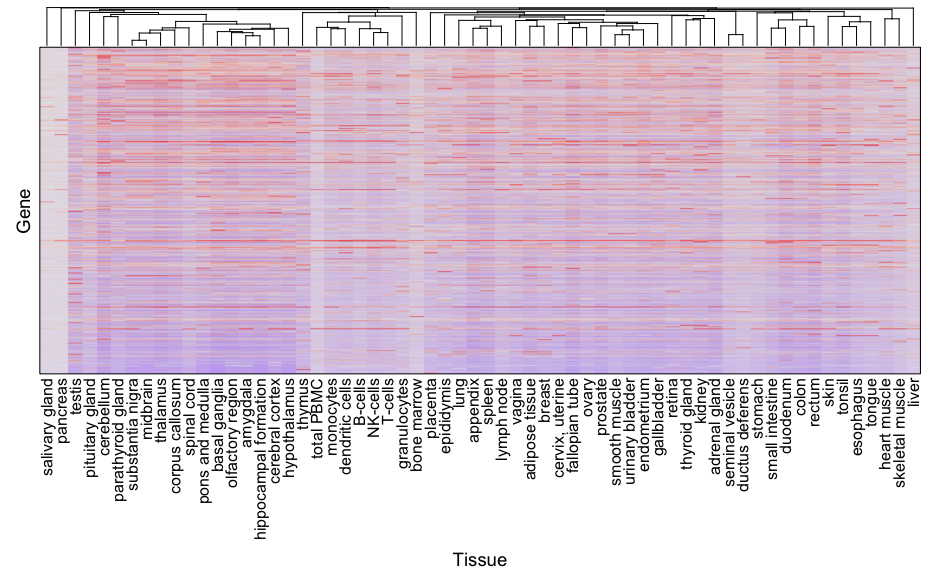 Gene
salivary gland
pancreas
testis
pituitary gland
cerebellum
parathyroid gland
substantia nigra
midbrain
thalamus
corpus callosum
spinal cord
pons and medulla
basal ganglia
olfactory region
amygdala
hippocampal formation
cerebral cortex
hypothalamus
thymus
total PBMC
monocytes
dendritic cells
B-cells
NK-cells
T-cells
granulocytes
bone marrow
placenta
epididymis
lung
appendix
spleen
lymph node
vagina
adipose tissue
breast
cervix, uterine
fallopian tube
ovary
prostate
smooth muscle
urinary bladder
endometrium
gallbladder
retina
thyroid gland
kidney
adrenal gland
seminal vesicle
ductus deferens
stomach
small intestine
duodenum
colon
rectum
skin
tonsil
esophagus
tongue
heart muscle
skeletal muscle
liver
Tissue